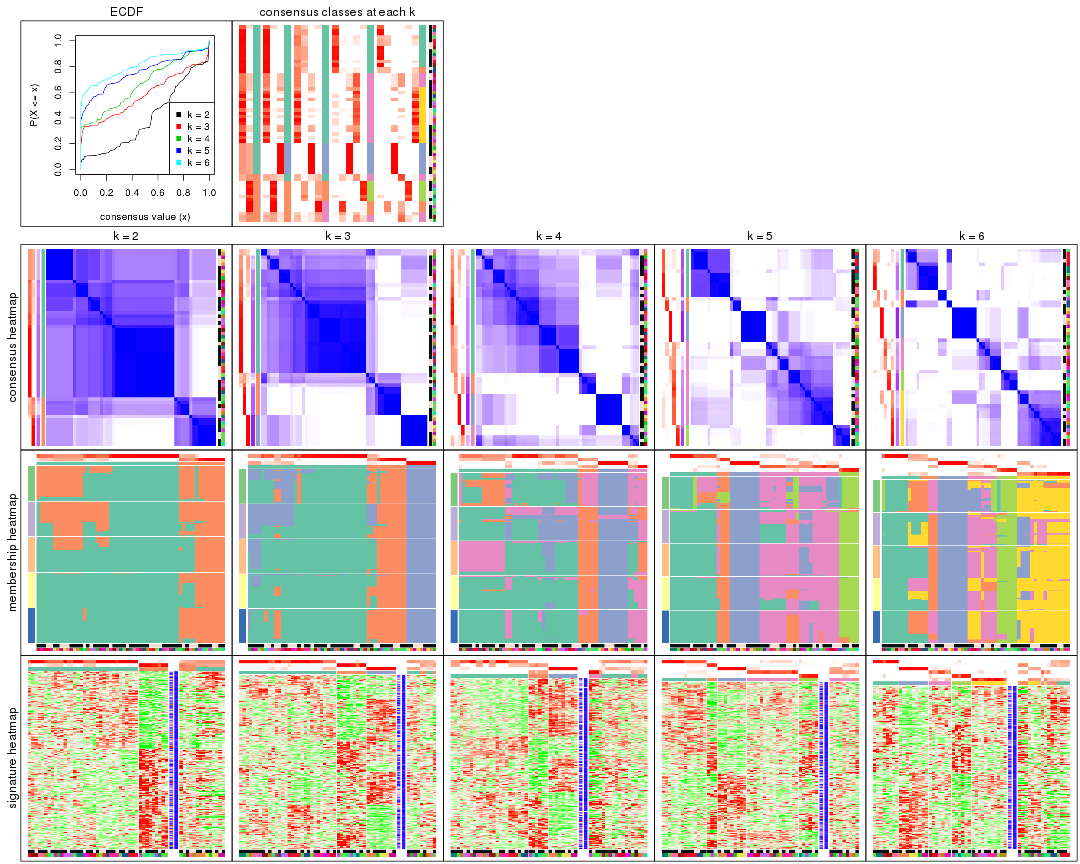 ECDF
consensus classes at each k
P(X <= x)
1.0
0.8
0.6
0.4
0.2
0.0
k = 2
k = 3
k = 4
k = 5
k = 6
0.0 0.2 0.4 0.6 0.8 1.0
consensus value (x)
k = 2 k = 3 k = 4 k = 5 k = 6
consensus heatmap
membership heatmap
signature heatmap